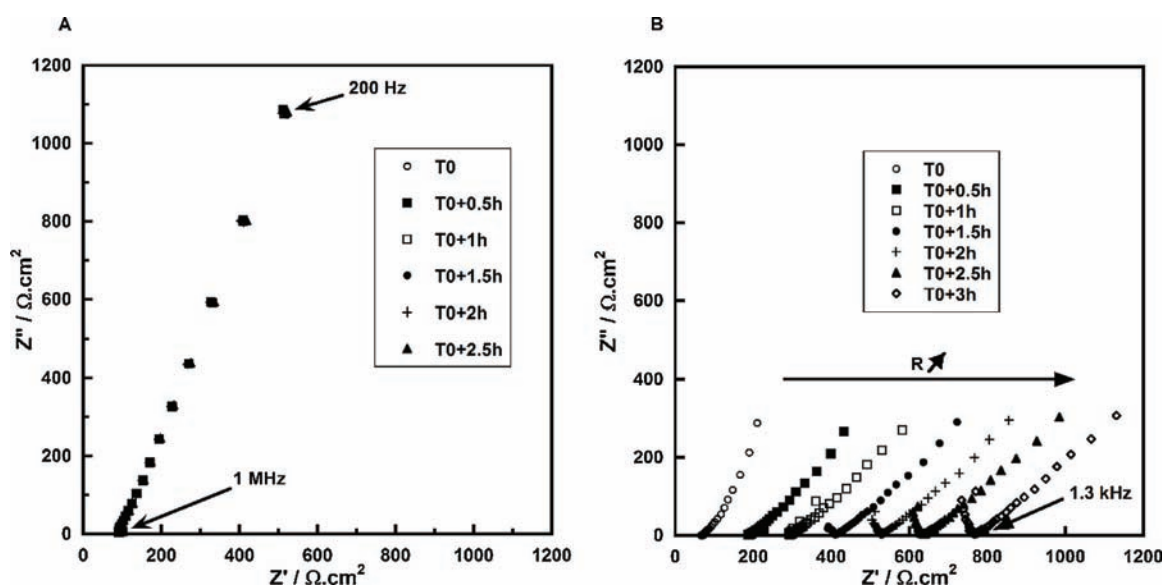 A
B
1200
1000
800
600
400
200
0
Z'' / Ω.cm²
200 Hz
T0
T0+0.5h
T0+1h
T0+1.5h
T0+2h
T0+2.5h
1 MHz
0 200 400 600 800 1000 1200
Z' / Ω.cm²
1200
1000
800
600
400
200
0
Z'' / Ω.cm²
T0
T0+0.5h
T0+1h
T0+1.5h
T0+2h
T0+2.5h
T0+3h
R
1.3 kHz
0 200 400 600 800 1000 1200
Z' / Ω.cm²